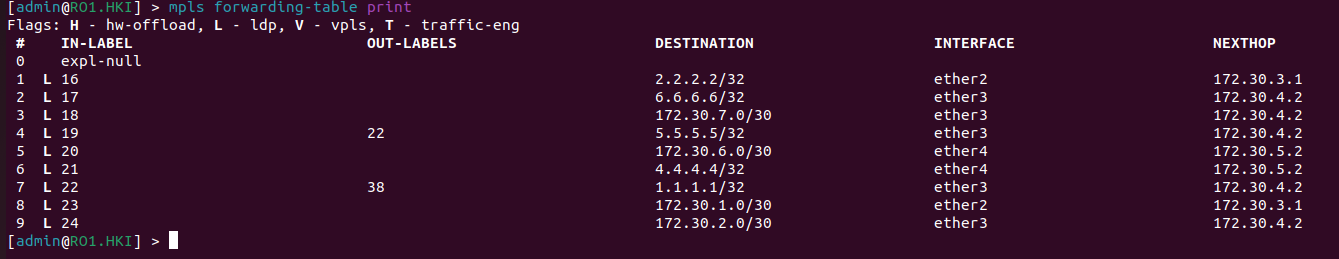 [admin@RO1.HKI] > mpls forwarding-table print
Flags: H - hw-offload, L - ldp, V - vpls, T - traffic-eng
#    IN-LABEL    OUT-LABELS    DESTINATION    INTERFACE    NEXTHOP
0    expl-null
1  L 16    2.2.2.2/32    ether2    172.30.3.1
2  L 17    6.6.6.6/32    ether3    172.30.4.2
3  L 18    172.30.7.0/30    ether3    172.30.4.2
4  L 19    22    5.5.5.5/32    ether3    172.30.4.2
5  L 20    172.30.6.0/30    ether4    172.30.5.2
6  L 21    4.4.4.4/32    ether4    172.30.5.2
7  L 22    38    1.1.1.1/32    ether3    172.30.4.2
8  L 23    172.30.1.0/30    ether2    172.30.3.1
9  L 24    172.30.2.0/30    ether3    172.30.4.2
[admin@RO1.HKI] >